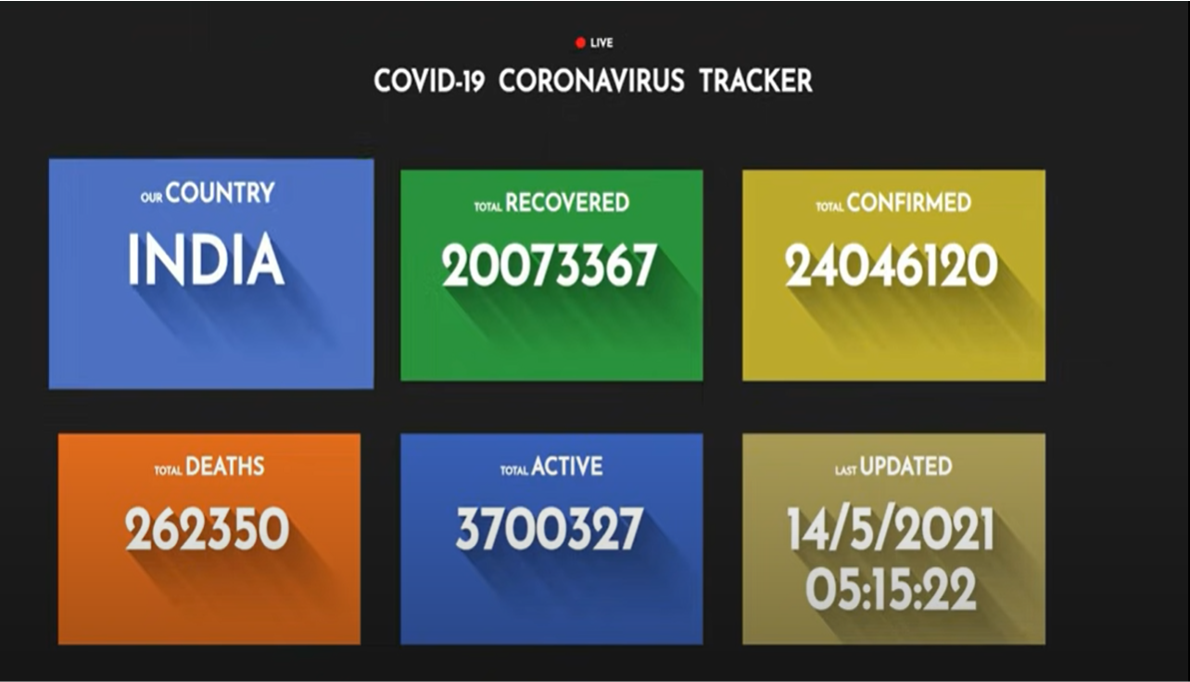 LIVE
COVID-19 CORONAVIRUS TRACKER
OUR COUNTRY
INDIA
TOTAL RECOVERED
20073367
TOTAL CONFIRMED
24046120
TOTAL DEATHS
262350
TOTAL ACTIVE
3700327
LAST UPDATED
14/5/2021
05:15:22